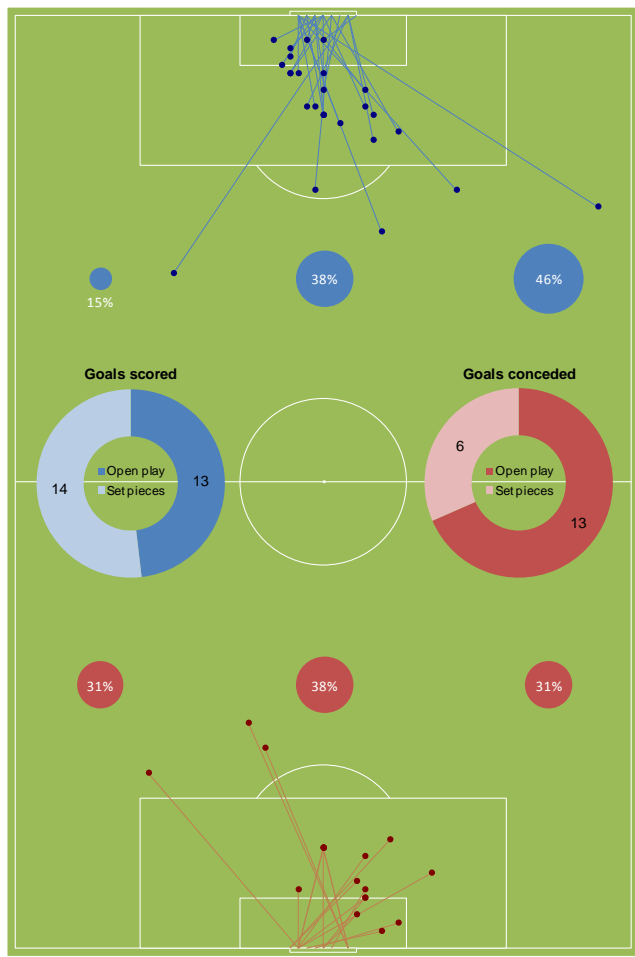 38%
46%
15%
Goals scored
Goals conceded
6
Open play
Open play
14
13
Set pieces
Set pieces
13
31%
38%
31%